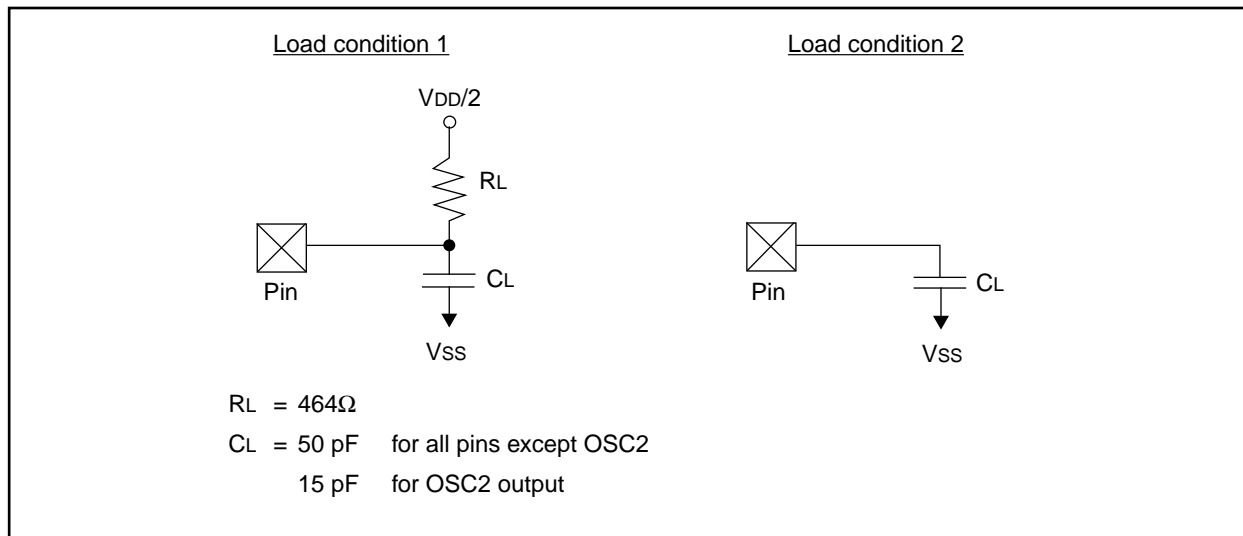 Load condition 1
VDD/2
RL
Pin
CL
VSS
Load condition 2
Pin
CL
VSS
RL = 464Ω
CL = 50 pF for all pins except OSC2
15 pF for OSC2 output